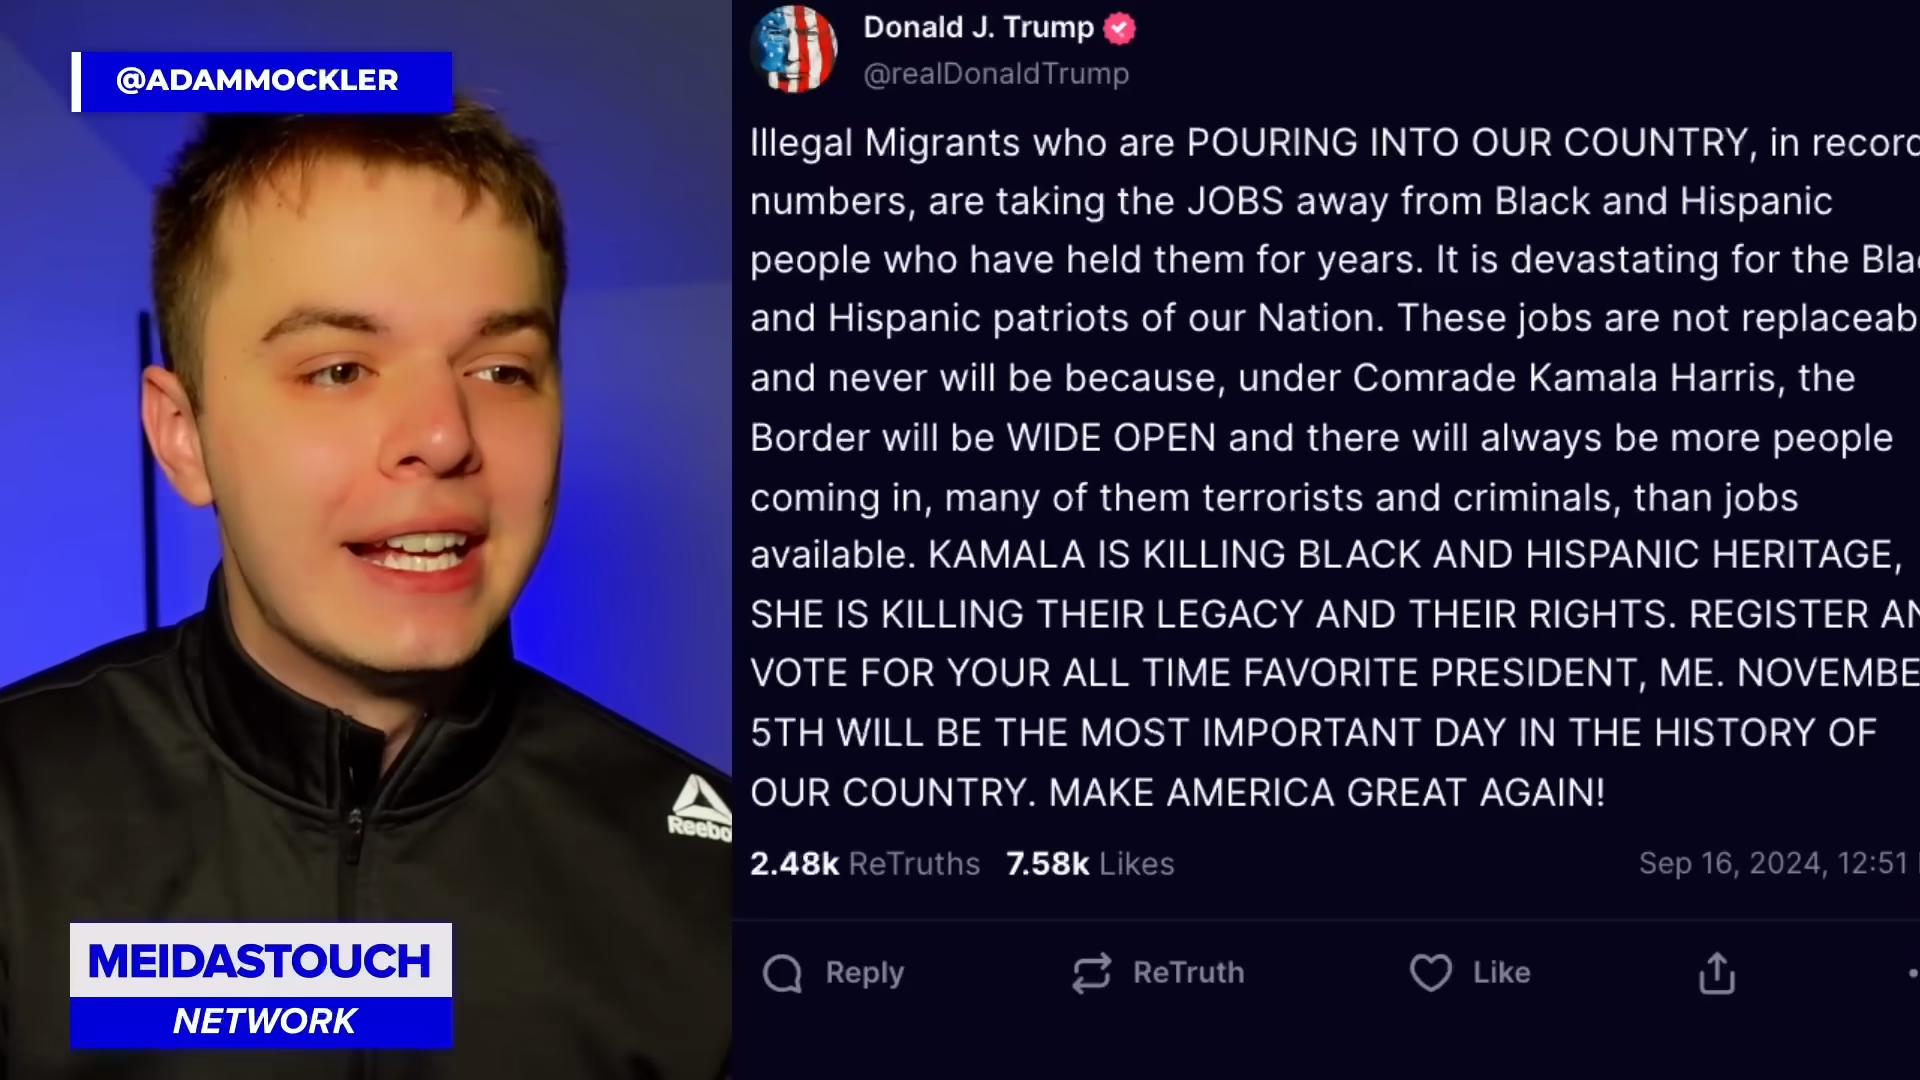 @ADAMMOCKLER
Donald J. Trump
@realDonaldTrump
Illegal Migrants who are POURING INTO OUR COUNTRY, in record
numbers, are taking the JOBS away from Black and Hispanic
people who have held them for years. It is devastating for the
and Hispanic patriots of our Nation. These jobs are not
and never will be because, under Comrade Kamala Harris, the
Border will be WIDE OPEN and there will always be more people
coming in, many of them terrorists and criminals, than jobs
available. KAMALA IS KILLING BLACK AND HISPANIC HERITAGE,
SHE IS KILLING THEIR LEGACY AND THEIR RIGHTS. REGISTER
VOTE FOR YOUR ALL TIME FAVORITE PRESIDENT, ME.
5TH WILL BE THE MOST IMPORTANT DAY IN THE HISTORY OF
OUR COUNTRY. MAKE AMERICA GREAT AGAIN!
2.48k ReTruths 7.58k Likes
Sep 16, 2024, 12:51
Reply ReTruth Like
Reebo
MEIDASTOUCH
NETWORK